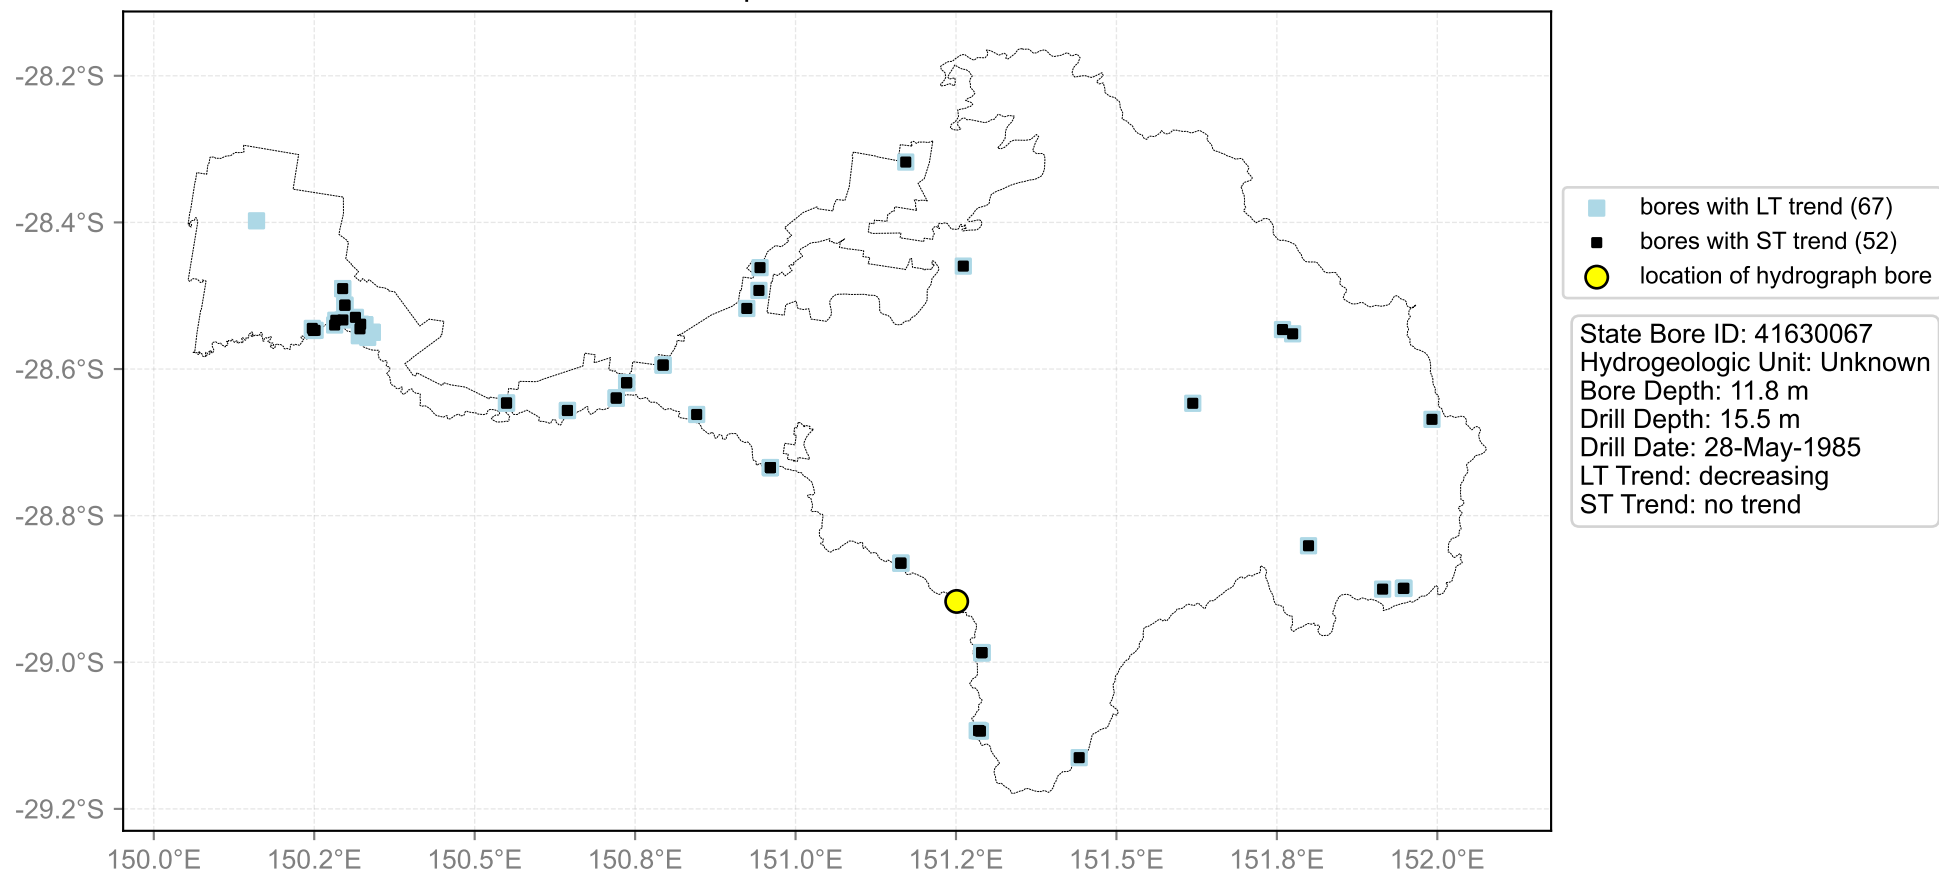 -28.2°S
-28.4°S
-28.6°S
-28.8°S
-29.0°S
-29.2°S
150.0°E 150.2°E 150.5°E 150.8°E 151.0°E 151.2°E 151.5°E 151.8°E 152.0°E
bores with LT trend (67)
bores with ST trend (52)
location of hydrograph bore
State Bore ID: 41630067
Hydrogeologic Unit: Unknown
Bore Depth: 11.8 m
Drill Depth: 15.5 m
Drill Date: 28-May-1985
LT Trend: decreasing
ST Trend: no trend